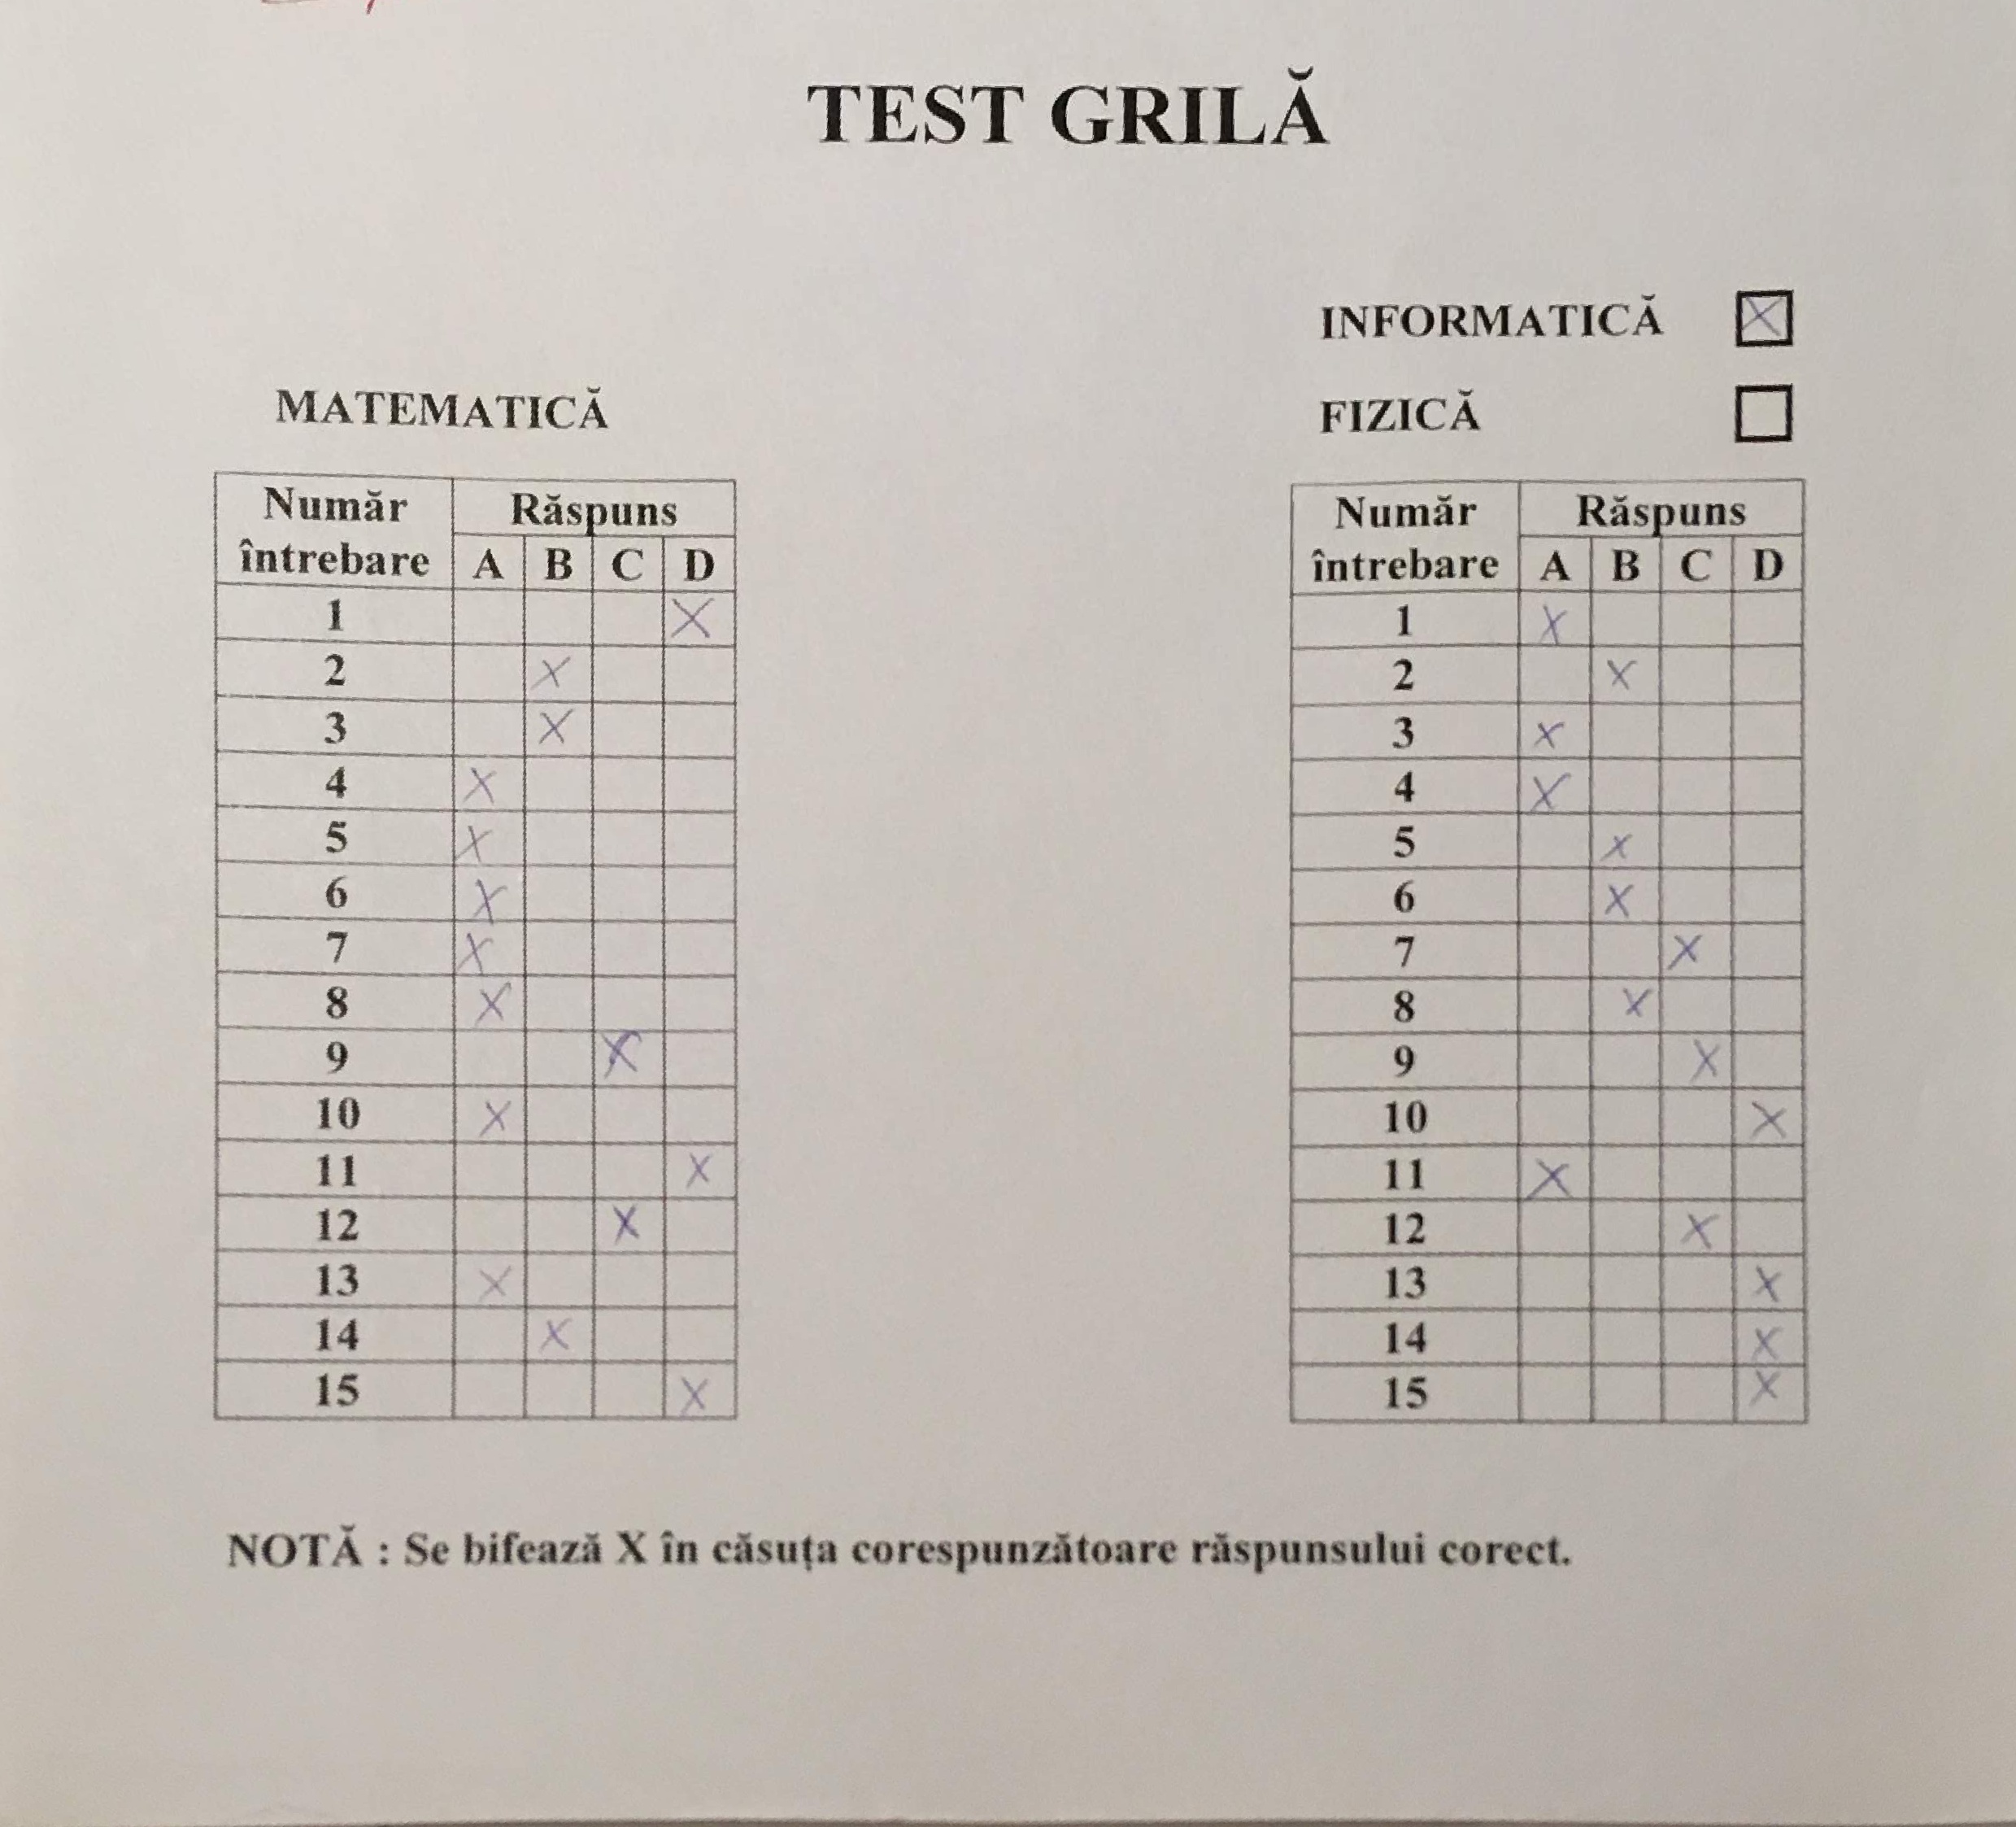 TEST GRILĂ
INFORMATICĂ X
MATEMATICĂ
FIZICĂ
Număr întrebare Răspuns
A B C D
1 X
2 X
3 X
4 X
5 X
6 X
7 X
8 X
9 X
10 X
11 X
12 X
13 X
14 X
15 X
Număr întrebare Răspuns
A B C D
1 X
2 X
3 X
4 X
5 X
6 X
7 X
8 X
9 X
10 X
11 X
12 X
13 X
14 X
15 X
NOTĂ : Se bifează X în căsuța corespunzătoare răspunsului corect.